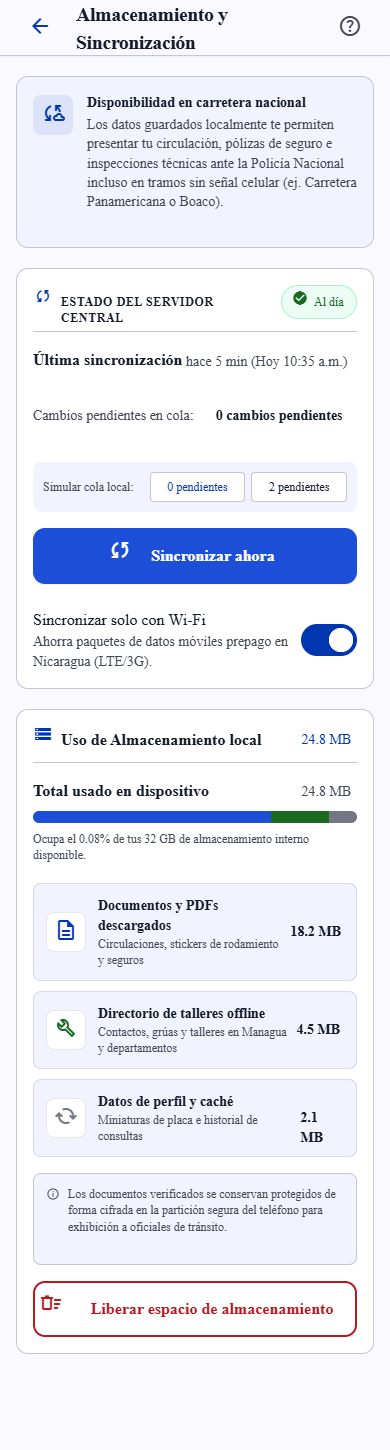 Almacenamiento y
Sincronización
Disponibilidad en carretera nacional
Los datos guardados localmente te permiten
presentar tu circulación, pólizas de seguro e
inspecciones técnicas ante la Policía Nacional
incluso en tramos sin señal celular (ej. Carretera
Panamericana o Boaco).
ESTADO DEL SERVIDOR
CENTRAL
Al día
Última sincronización hace 5 min (Hoy 10:35 a.m.)
Cambios pendientes en cola: 0 cambios pendientes
Simular cola local: 0 pendientes 2 pendientes
Sincronizar ahora
Sincronizar solo con Wi-Fi
Ahorra paquetes de datos móviles prepago en
Nicaragua (LTE/3G).
Uso de Almacenamiento local 24.8 MB
Total usado en dispositivo 24.8 MB
Ocupa el 0.08% de tus 32 GB de almacenamiento interno
disponible.
Documentos y PDFs
descargados
Circulaciones, stickers de rodamiento
y seguros
18.2 MB
Directorio de talleres offline
Contactos, grúas y talleres en Managua
y departamentos
4.5 MB
Datos de perfil y caché
Miniaturas de placa e historial de
consultas
2.1
MB
Los documentos verificados se conservan protegidos de
forma cifrada en la partición segura del teléfono para
exhibición a oficiales de tránsito.
Liberar espacio de almacenamiento